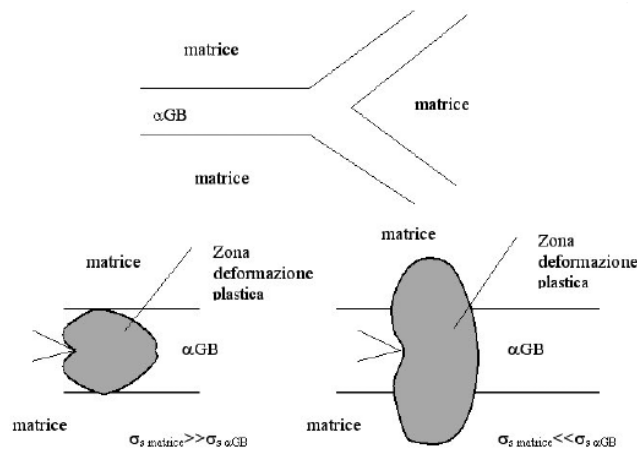 matrice
αGB
matrice
matrice
matrice
Zona
deformazione
plastica
αGB
matrice
σs matrice>>σs αGB
matrice
Zona
deformazione
plastica
αGB
matrice
σs matrice<<σs αGB